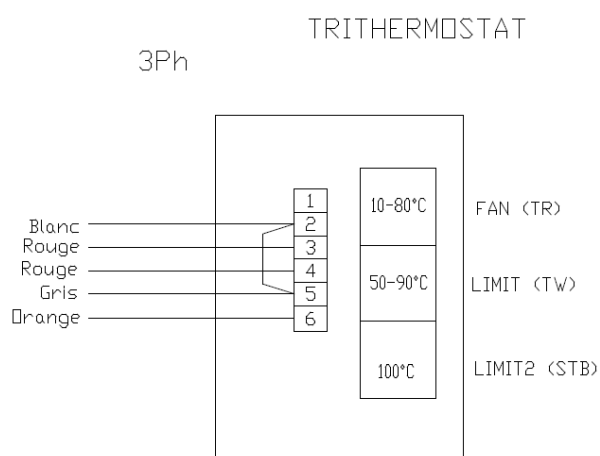 TRITHERMOSTAT
3Ph
1
Blanc 2
Rouge 3
Rouge 4
Gris 5
Orange 6
10-80°C FAN (TR)
50-90°C LIMIT (TW)
100°C LIMIT2 (STB)